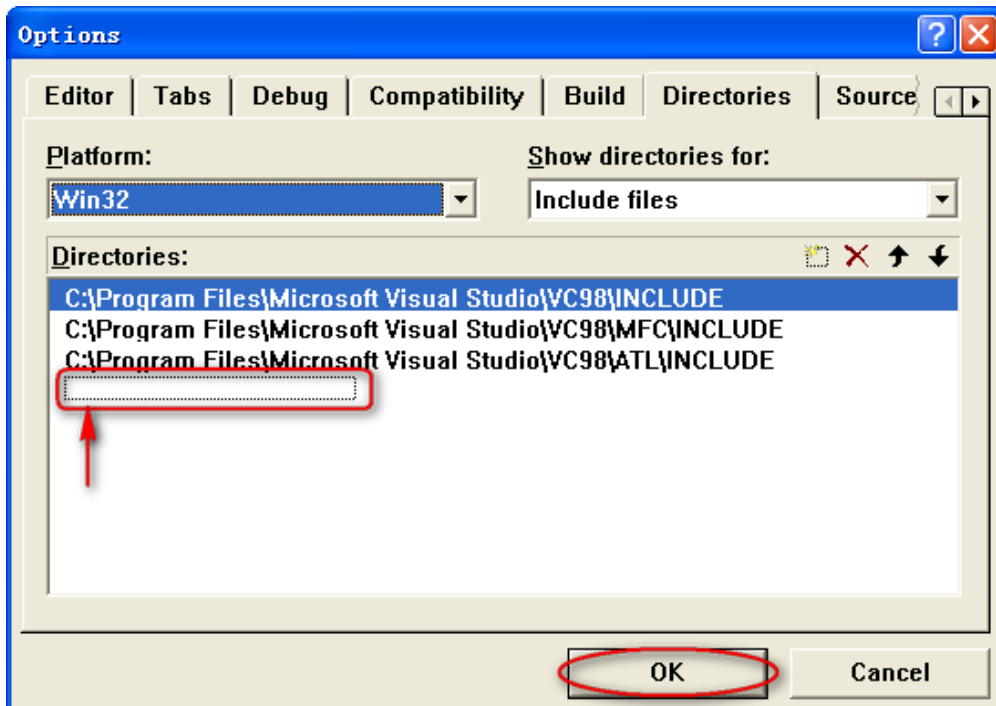 Options
Editor Tabs Debug Compatibility Build Directories Source
Platform: Show directories for:
Win32 Include files
Directories:
C:\Program Files\Microsoft Visual Studio\VC98\INCLUDE
C:\Program Files\Microsoft Visual Studio\VC98\MFC\INCLUDE
C:\Program Files\Microsoft Visual Studio\VC98\ATL\INCLUDE
OK Cancel